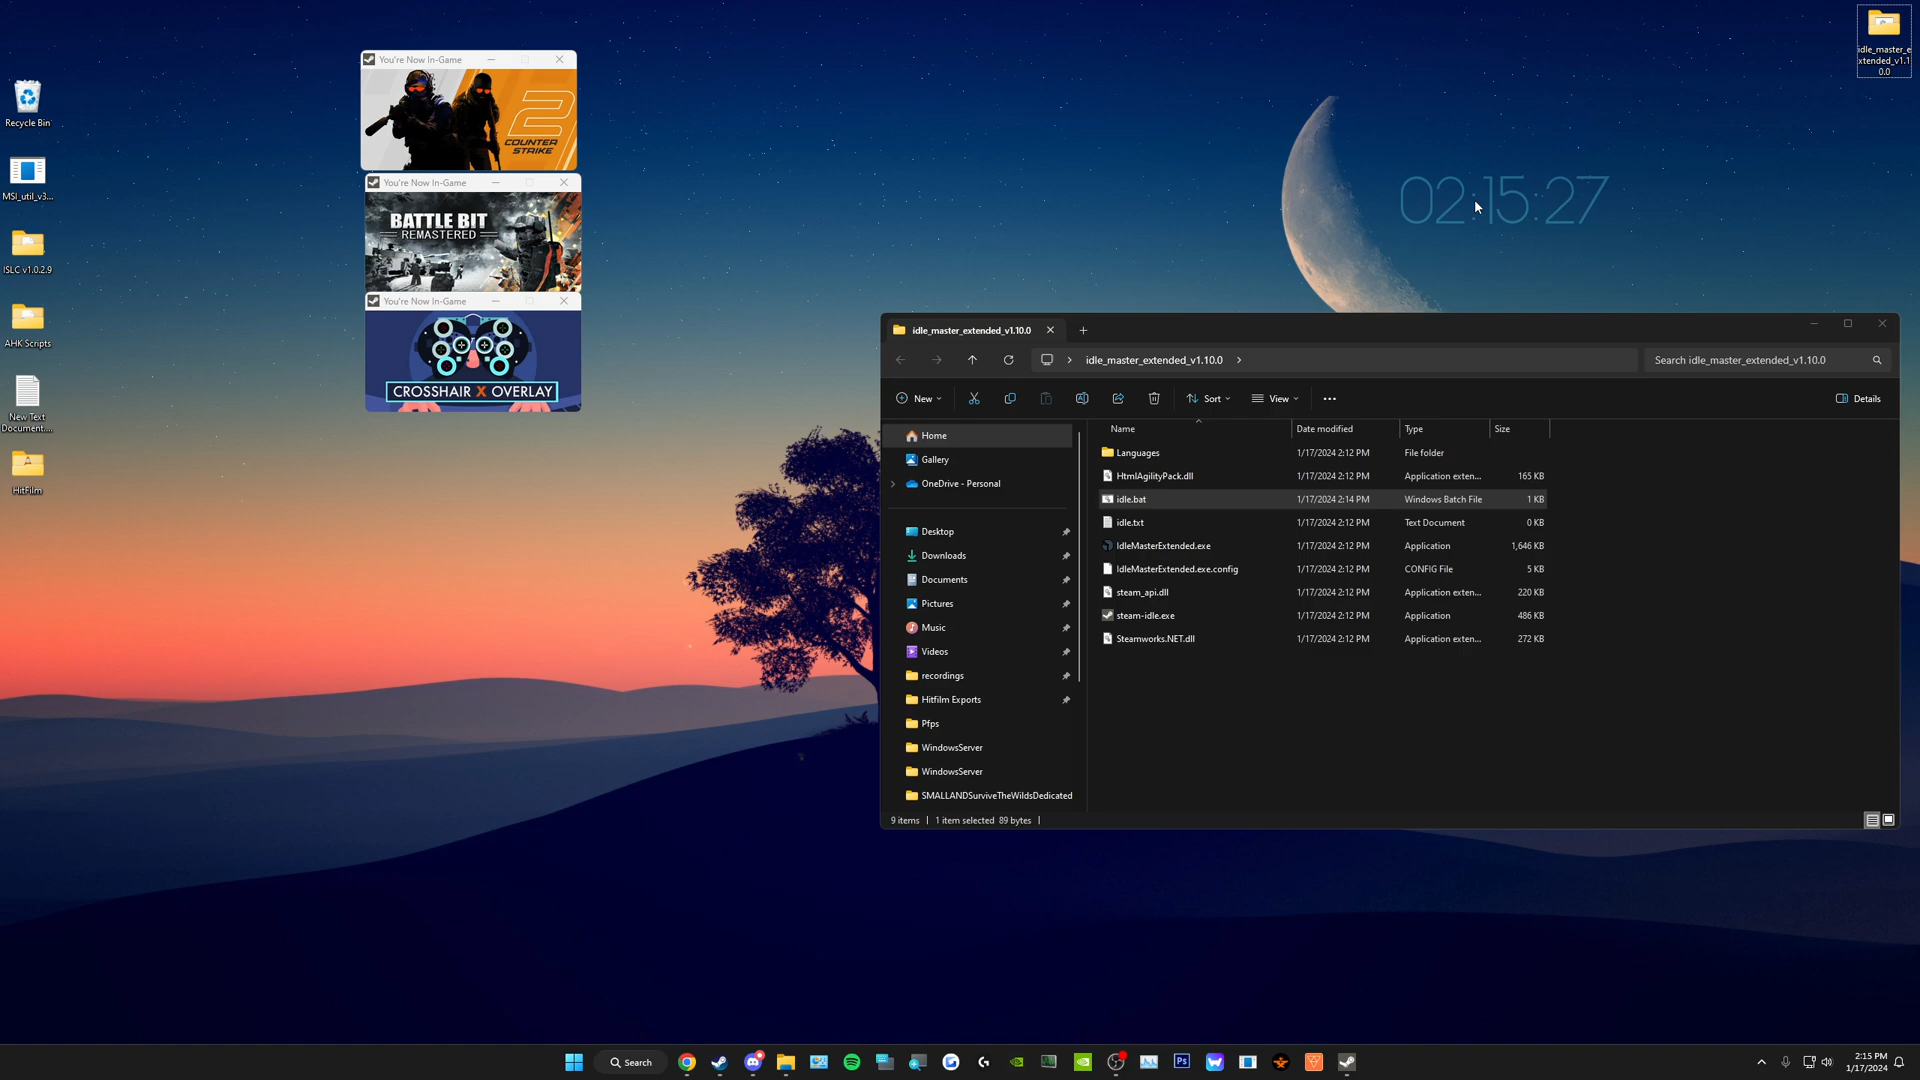 Recycle Bin
MSI_util_v3...
ISLC v1.0.2.9
AHK Scripts
New Text
Document....
HitFilm
You're Now In-Game
2
COUNTER
STRIKE
You're Now In-Game
BATTLE BIT
REMASTERED
You're Now In-Game
CROSSHAIR X OVERLAY
02:15:27
idle_master_e
xtended_v1.1
0.0
idle_master_extended_v1.10.0
idle_master_extended_v1.10.0
Search idle_master_extended_v1.10.0
New
Sort
View
Details
Home
Gallery
OneDrive - Personal
Desktop
Downloads
Documents
Pictures
Music
Videos
recordings
Hitfilm Exports
Pfps
WindowsServer
WindowsServer
SMALLANDSurviveTheWildsDedicated
Name Date modified Type Size
Languages 1/17/2024 2:12 PM File folder
HtmlAgilityPack.dll 1/17/2024 2:12 PM Application exten... 165 KB
idle.bat 1/17/2024 2:14 PM Windows Batch File 1 KB
idle.txt 1/17/2024 2:12 PM Text Document 0 KB
IdleMasterExtended.exe 1/17/2024 2:12 PM Application 1,646 KB
IdleMasterExtended.exe.config 1/17/2024 2:12 PM CONFIG File 5 KB
steam_api.dll 1/17/2024 2:12 PM Application exten... 220 KB
steam-idle.exe 1/17/2024 2:12 PM Application 486 KB
Steamworks.NET.dll 1/17/2024 2:12 PM Application exten... 272 KB
9 items 1 item selected 89 bytes
Search
Ps
2:15 PM
1/17/2024